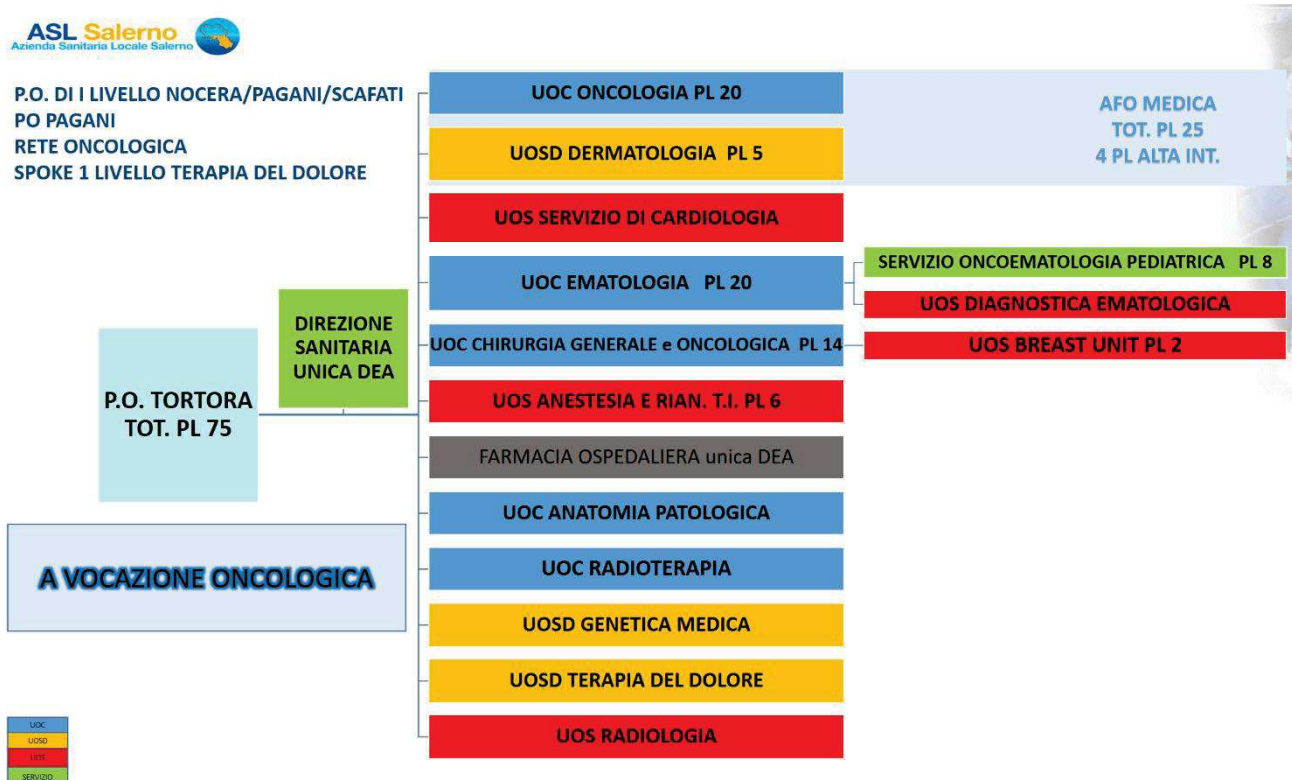 ASL Salerno
Azienda Sanitaria Locale Salerno
P.O. DI I LIVELLO NOCERA/PAGANI/SCAFATI
PO PAGANI
RETE ONCOLOGICA
SPOKE 1 LIVELLO TERAPIA DEL DOLORE
UOC ONCOLOGIA PL 20
UOSD DERMATOLOGIA PL 5
AFO MEDICA
TOT. PL 25
4 PL ALTA INT.
UOS SERVIZIO DI CARDIOLOGIA
UOC EMATOLOGIA PL 20
SERVIZIO ONCOEMATOLOGIA PEDIATRICA PL 8
UOS DIAGNOSTICA EMATOLOGICA
DIREZIONE
SANITARIA
UNICA DEA
UOC CHIRURGIA GENERALE e ONCOLOGICA PL 14
UOS BREAST UNIT PL 2
P.O. TORTORA
TOT. PL 75
UOS ANESTESIA E RIAN. T.I. PL 6
FARMACIA OSPEDALIERA unica DEA
UOC ANATOMIA PATOLOGICA
A VOCAZIONE ONCOLOGICA
UOC RADIOTERAPIA
UOSD GENETICA MEDICA
UOSD TERAPIA DEL DOLORE
UOS RADIOLOGIA
UOC
UOSD
UOS
SERVIZIO